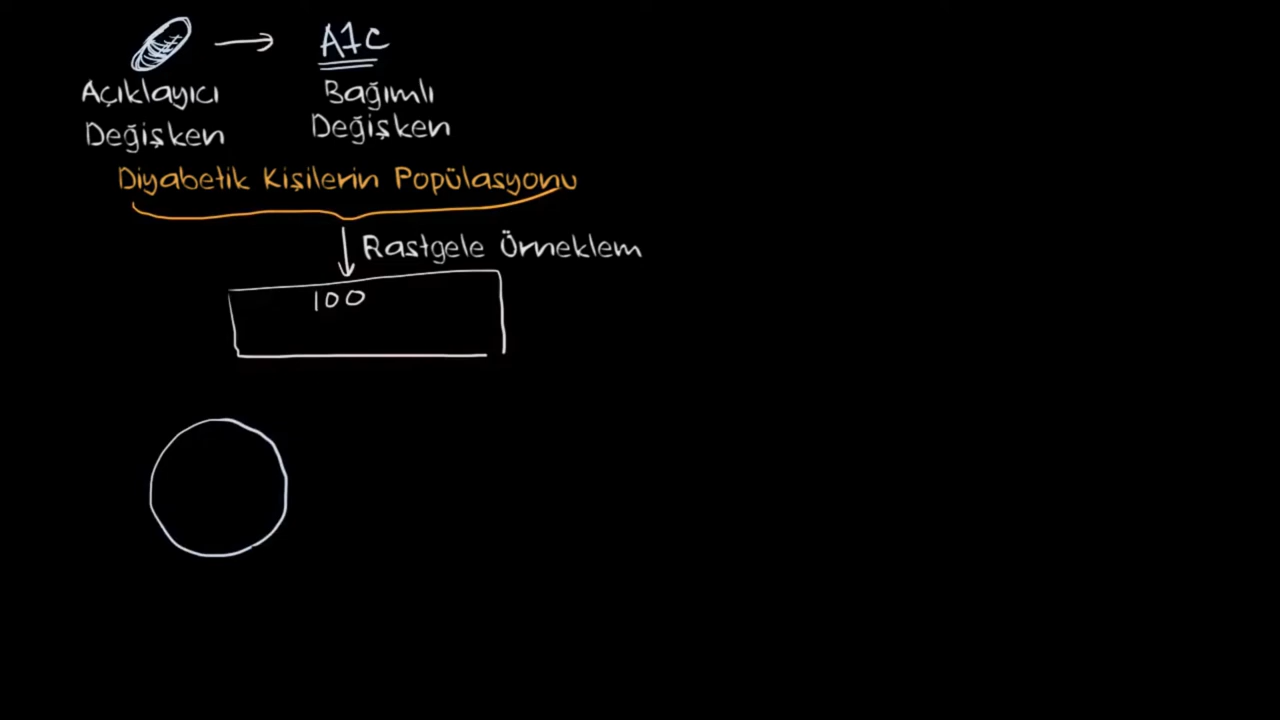 A1C
Açıklayıcı Değişken
Bağımlı Değişken
Diyabetik Kişilerin Popülasyonu
Rastgele Örneklem
100